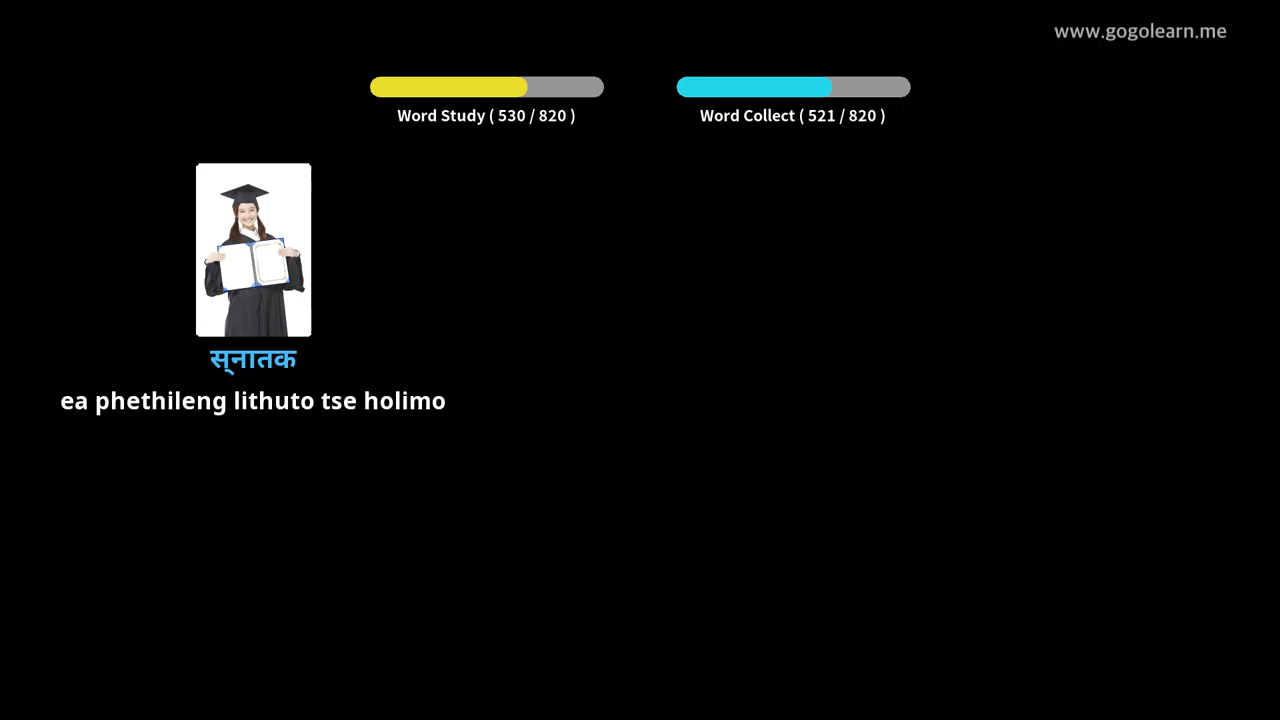 www.gogolearn.me
Word Study ( 530 / 820 )
Word Collect ( 521 / 820 )
स्नातक
ea phethileng lithuto tse holimo